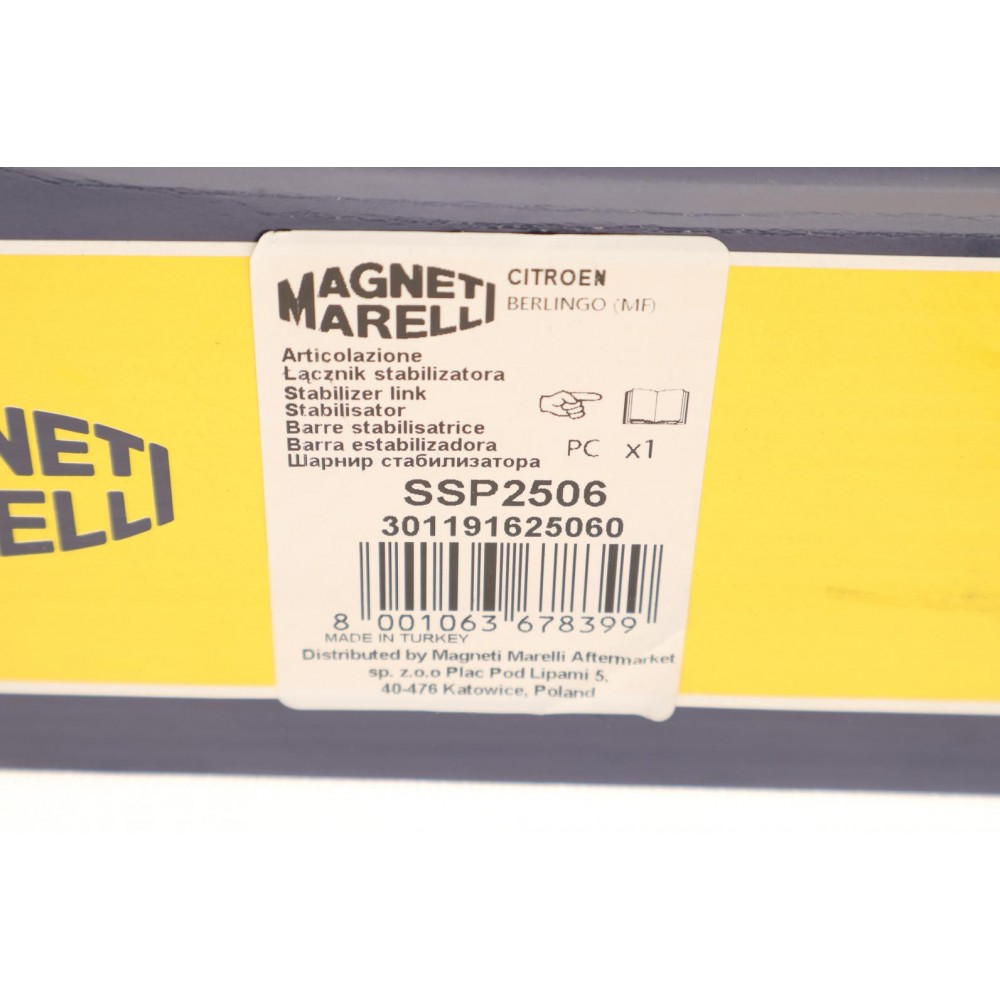 MAGNETI
MARELLI
CITROEN
BERLINGO (MF)
Articolazione
Łącznik stabilizatora
Stabilizer link
Stabilisator
Barre stabilisatrice
Barra estabilizadora
Шарнир стабилизатора
PC x1
SSP2506
301191625060
8 001063 678399
MADE IN TURKEY
Distributed by Magneti Marelli Aftermarket
sp. z.o.o Plac Pod Lipami 5,
40-476 Katowice, Poland
NETI
ELLI